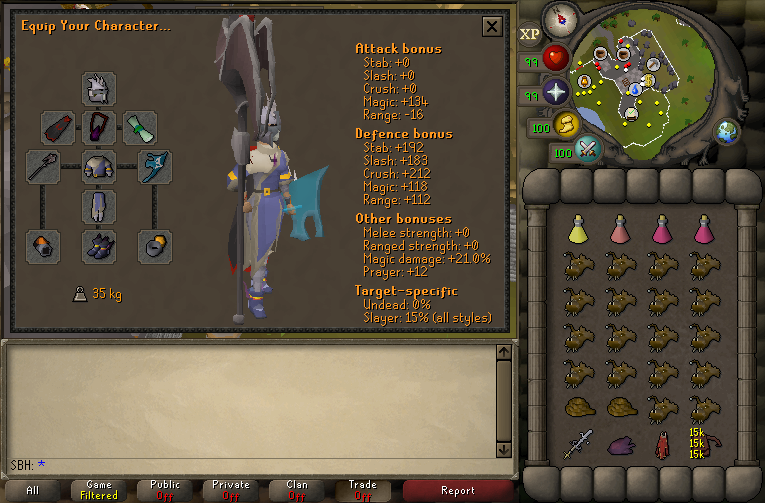 Equip Your Character...
Attack bonus
Stab: +0
Slash: +0
Crush: +0
Magic: +134
Range: -16
Defence bonus
Stab: +192
Slash: +183
Crush: +212
Magic: +118
Range: +112
Other bonuses
Melee strength: +0
Ranged strength: +0
Magic damage: +21.0%
Prayer: +12
Target-specific
Undead: 0%
Slayer: 15% (all styles)
35 kg
XP
99
99
100
100
15k
15k
15k
SBH: *
All
Game
Filtered
Public
Off
Private
Off
Clan
Off
Trade
Off
Report